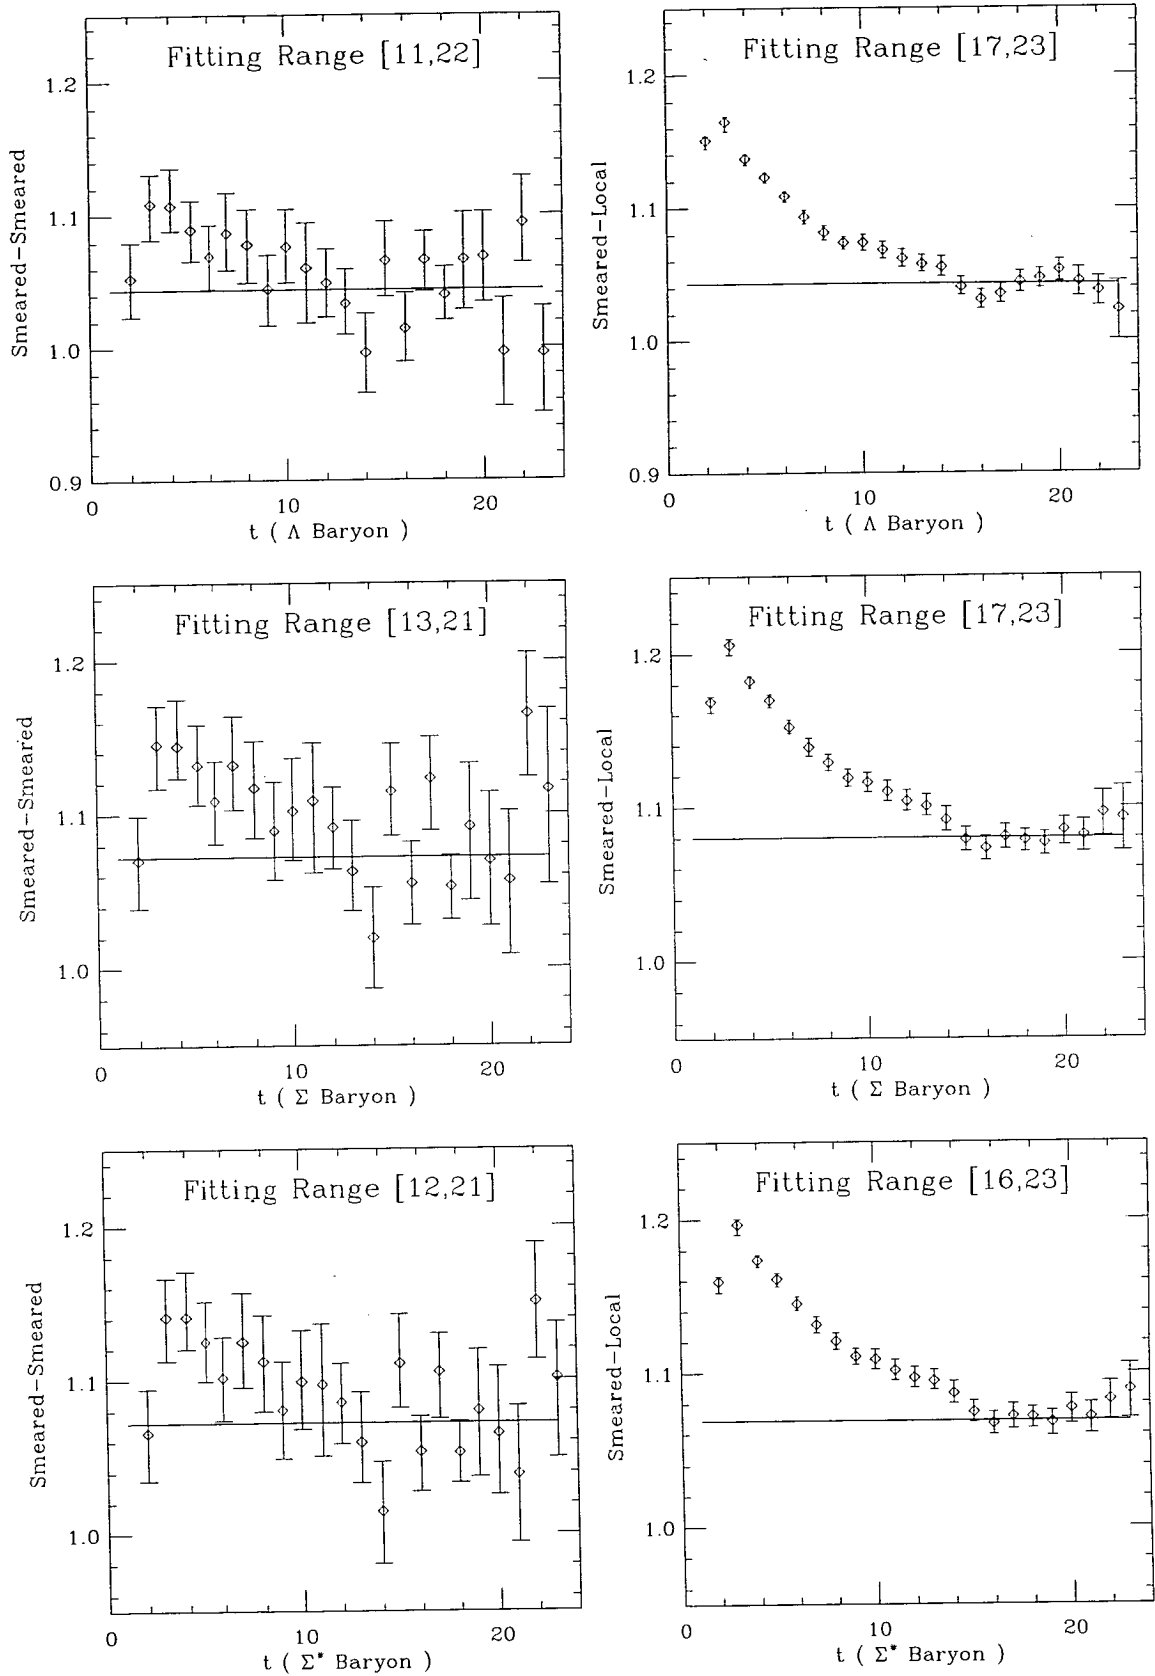 Fitting Range [11,22]
Smeared-Smeared
1.2
1.1
1.0
0.9
0
10
20
t ( Λ Baryon )
Fitting Range [17,23]
Smeared-Local
1.2
1.1
1.0
0.9
0
10
20
t ( Λ Baryon )
Fitting Range [13,21]
Smeared-Smeared
1.2
1.1
1.0
0
10
20
t ( Σ Baryon )
Fitting Range [17,23]
Smeared-Local
1.2
1.1
1.0
0
10
20
t ( Σ Baryon )
Fitting Range [12,21]
Smeared-Smeared
1.2
1.1
1.0
0
10
20
t ( Σ* Baryon )
Fitting Range [16,23]
Smeared-Local
1.2
1.1
1.0
0
10
20
t ( Σ* Baryon )